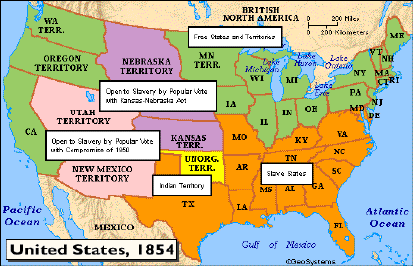 WA
TERR.
BRITISH
NORTH AMERICA
0 200 Miles
0 200 Kilometers
Free States and Territories
OREGON
TERRITORY
NEBRASKA
TERRITORY
MN
TERR.
Lake
Michigan
Lake
Huron
Lake
Ontario
Lake
Erie
ME
VT
NH
WI
MI
NY
MA
CT
RI
Open to Slavery by Popular Vote
with Kansas-Nebraska Act
IA
PA
NJ
IL
IN
OH
MD
DE
UTAH
TERRITORY
CA
Open to Slavery by Popular Vote
with Compromise of 1950
KANSAS
TERR.
MO
KY
VA
UNORG.
TERR.
TN
NC
NEW MEXICO
TERRITORY
Indian Territory
AR
Slave States
SC
MS
AL
GA
TX
LA
FL
Pacific
Ocean
MEXICO
Atlantic
Ocean
Gulf of Mexico
United States, 1854
©GeoSystems